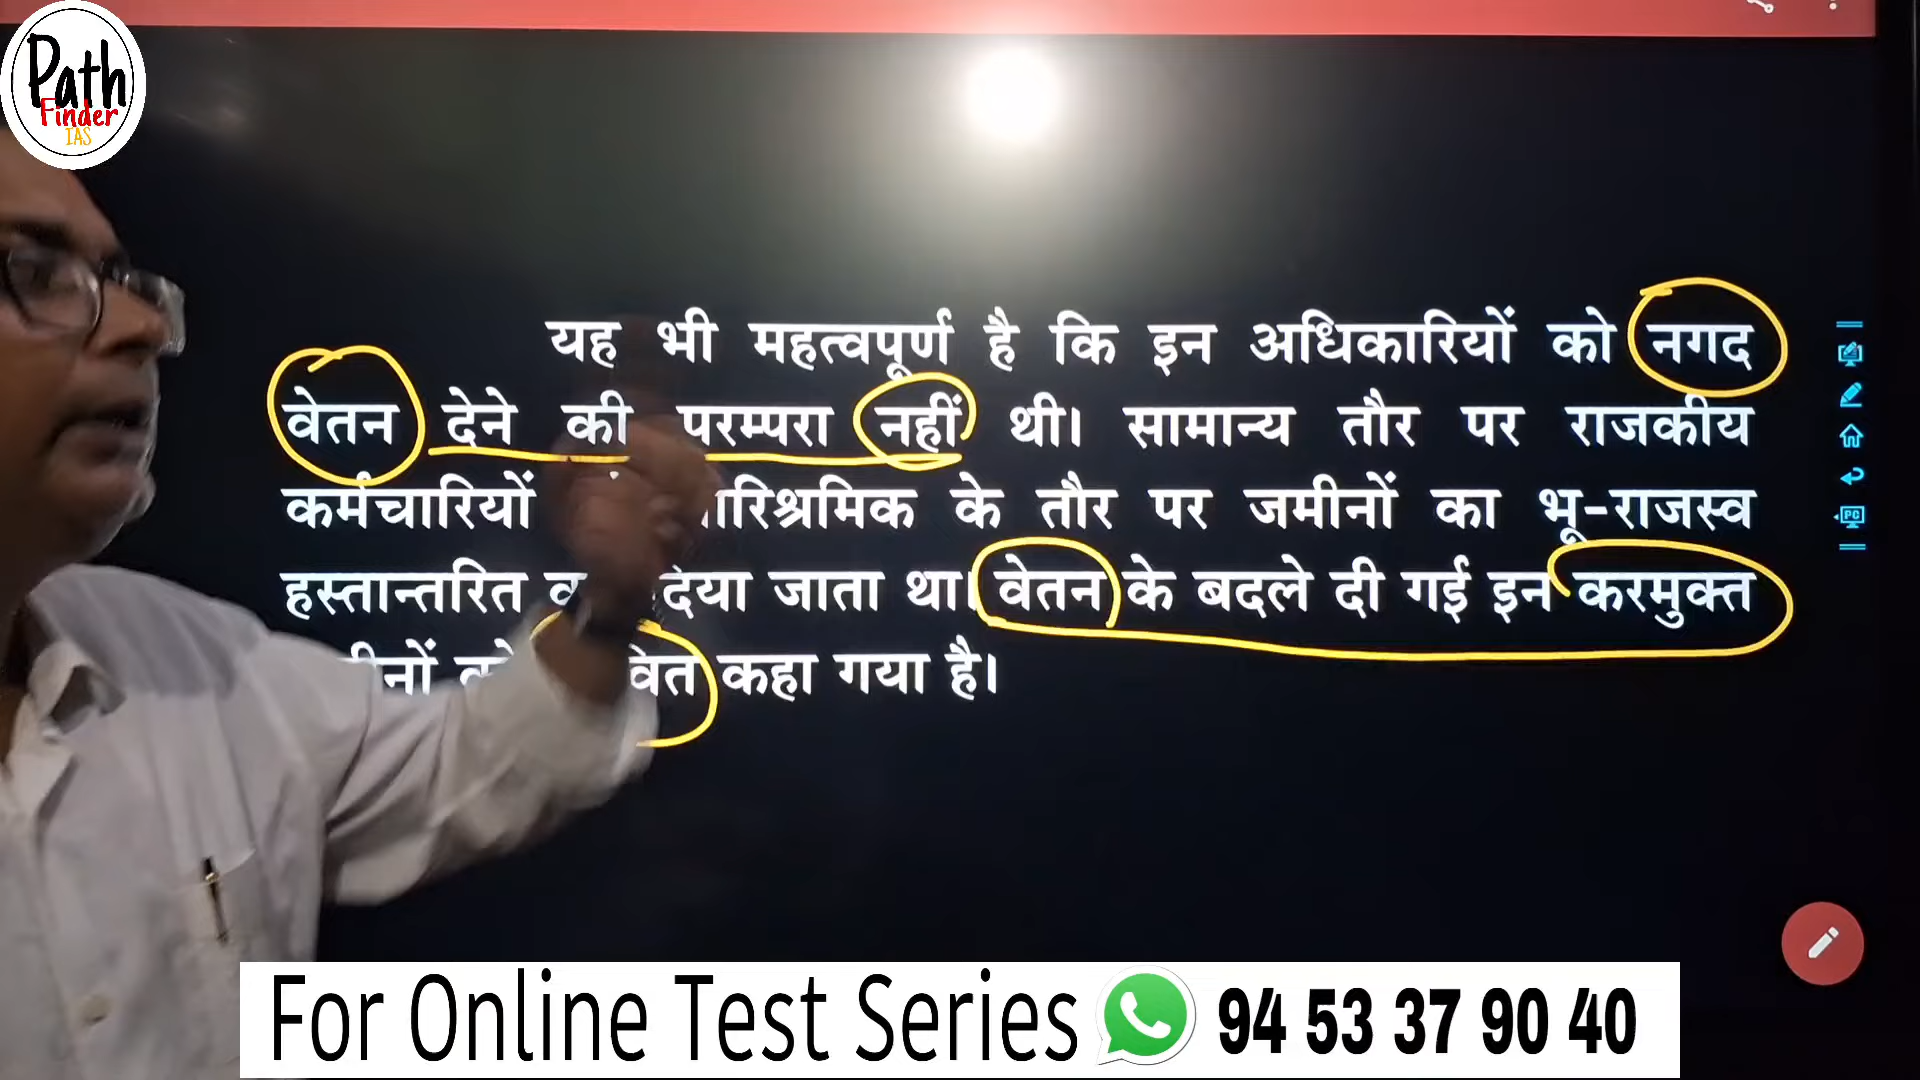 Path
Finder
IAS
यह भी महत्वपूर्ण है कि इन अधिकारियों को नगद
वेतन देने की परम्परा नहीं थी। सामान्य तौर पर राजकीय
कर्मचारियों के तौर पर जमीनों का भू-राजस्व
हस्तान्तरित दिया जाता था। वेतन के बदले दी गई इन करमुक्त
कहा गया है।
PC
For Online Test Series 94 53 37 90 40